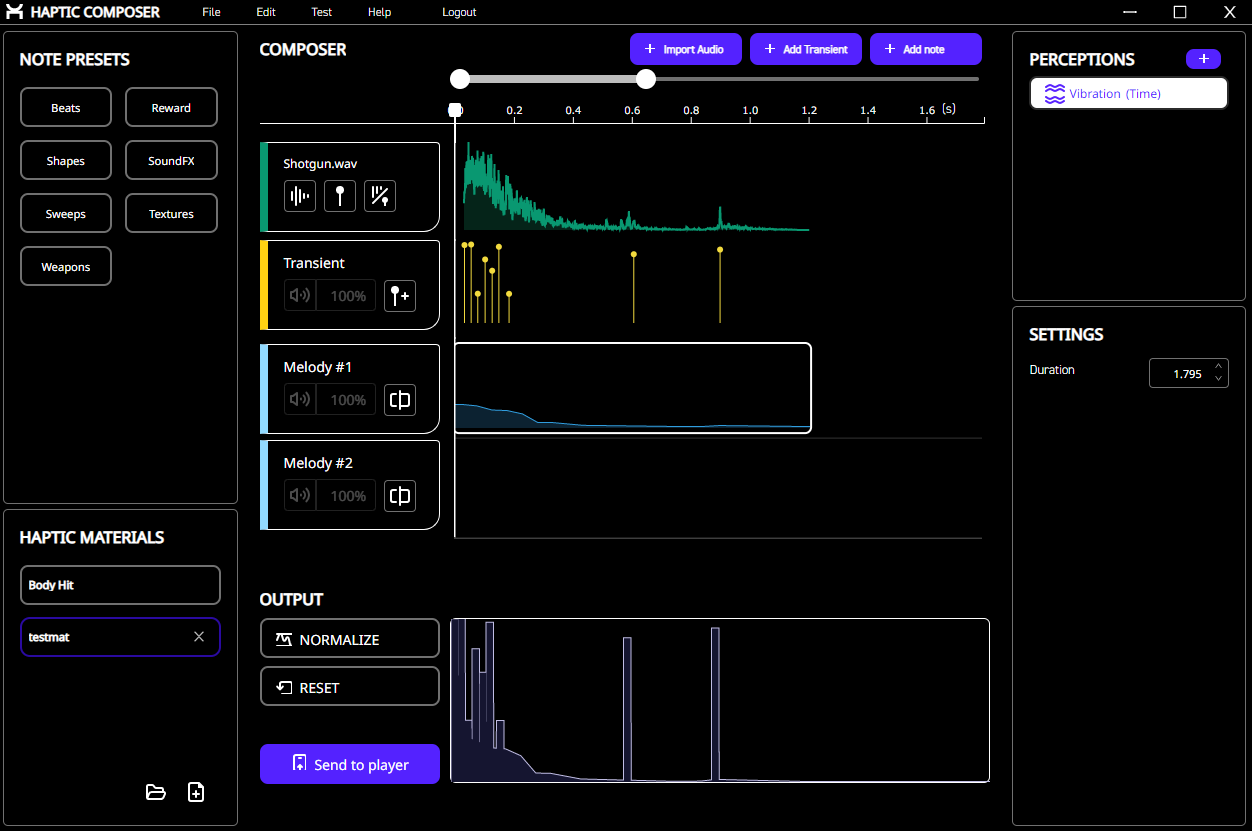 HAPTIC COMPOSER File Edit Test Help Logout
NOTE PRESETS
Beats Reward
Shapes SoundFX
Sweeps Textures
Weapons
HAPTIC MATERIALS
Body Hit
testmat
COMPOSER
+ Import Audio + Add Transient + Add note
0.2 0.4 0.6 0.8 1.0 1.2 1.4 1.6 (s)
Shotgun.wav
Transient
100%
Melody #1
100%
Melody #2
100%
OUTPUT
NORMALIZE
RESET
Send to player
PERCEPTIONS +
Vibration (Time)
SETTINGS
Duration 1.795